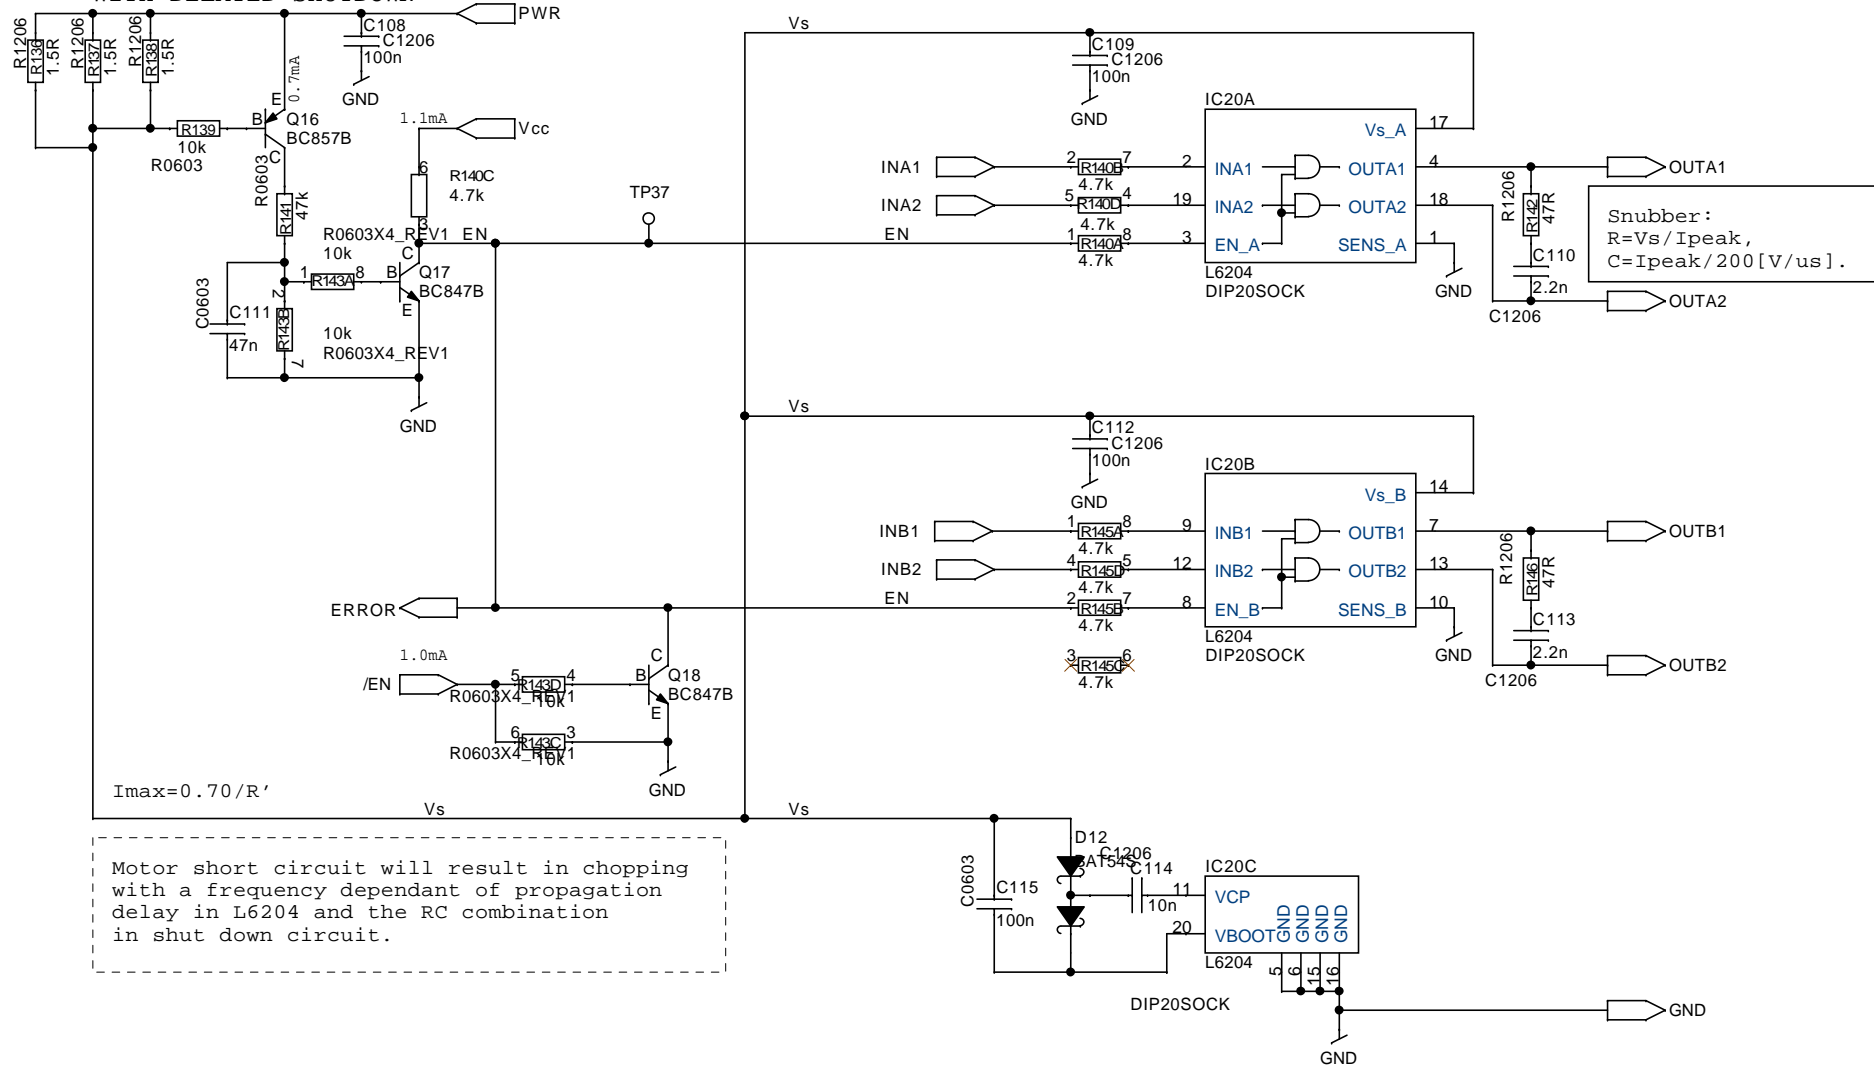 PWR
R1206
R136
1.5R
R1206
R137
1.5R
R1206
R138
1.5R
C108
C1206
100n
GND
0.7mA
E
B
C
Q16
BC857B
R139
10k
R0603
1.1mA
Vcc
6
R140C
4.7k
3
R0603
R141
47k
R0603X4_REV1
10k
EN
TP37
C
B
E
Q17
BC847B
1
R143A
8
2
R143B
7
10k
R0603X4_REV1
C0603
C111
47n
GND
Vs
C109
C1206
100n
GND
INA1
2
R140B
7
4.7k
INA2
5
R140D
4
4.7k
EN
1
R140A
8
4.7k
IC20A
Vs_A
17
2
INA1
OUTA1
4
19
INA2
OUTA2
18
3
EN_A
SENS_A
1
L6204
DIP20SOCK
GND
R1206
R142
47R
C110
2.2n
C1206
OUTA1
OUTA2
Snubber:
R=Vs/Ipeak,
C=Ipeak/200[V/us].
Vs
C112
C1206
100n
GND
INB1
1
R145A
8
4.7k
INB2
4
R145D
5
4.7k
EN
2
R145B
7
4.7k
3
R145C
6
4.7k
IC20B
Vs_B
14
9
INB1
OUTB1
7
12
INB2
OUTB2
13
8
EN_B
SENS_B
10
L6204
DIP20SOCK
GND
R1206
R146
47R
C113
2.2n
C1206
OUTB1
OUTB2
ERROR
1.0mA
/EN
5
R143D
4
R0603X4_REV1
10k
6
R143C
3
R0603X4_REV1
10k
C
B
E
Q18
BC847B
GND
Imax=0.70/R'
Vs
Vs
Motor short circuit will result in chopping
with a frequency dependant of propagation
delay in L6204 and the RC combination
in shut down circuit.
C0603
C115
100n
D12
BAT54S
C1206
C114
10n
IC20C
11
VCP
20
VBOOT
GND
GND
GND
GND
L6204
5
6
15
16
DIP20SOCK
GND
GND